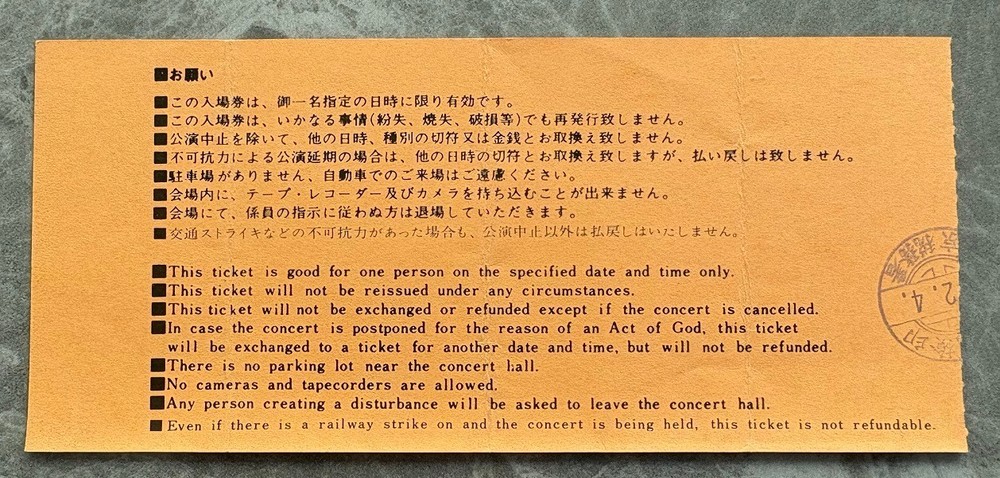 ■お願い
■この入場券は、御一名指定の日時に限り有効です。
■この入場券は、いかなる事情(紛失、焼失、破損等)でも再発行致しません。
■公演中止を除いて、他の日時、種別の切符又は金銭とお取換え致しません。
■不可抗力による公演延期の場合は、他の日時の切符とお取換え致しますが、払い戻しは致しません。
■駐車場がありません、自動車でのご来場はご遠慮ください。
■会場内に、テープ・レコーダー及びカメラを持ち込むことが出来ません。
■会場にて、係員の指示に従わぬ方は退場していただきます。
■交通ストライキなどの不可抗力があった場合も、公演中止以外は払戻しはいたしません。
■This ticket is good for one person on the specified date and time only.
■This ticket will not be reissued under any circumstances.
■This ticket will not be exchanged or refunded except if the concert is cancelled.
■In case the concert is postponed for the reason of an Act of God, this ticket
will be exchanged to a ticket for another date and time, but will not be refunded.
■There is no parking lot near the concert hall.
■No cameras and tapecorders are allowed.
■Any person creating a disturbance will be asked to leave the concert hall.
■Even if there is a railway strike on and the concert is being held, this ticket is not refundable.
2.4.